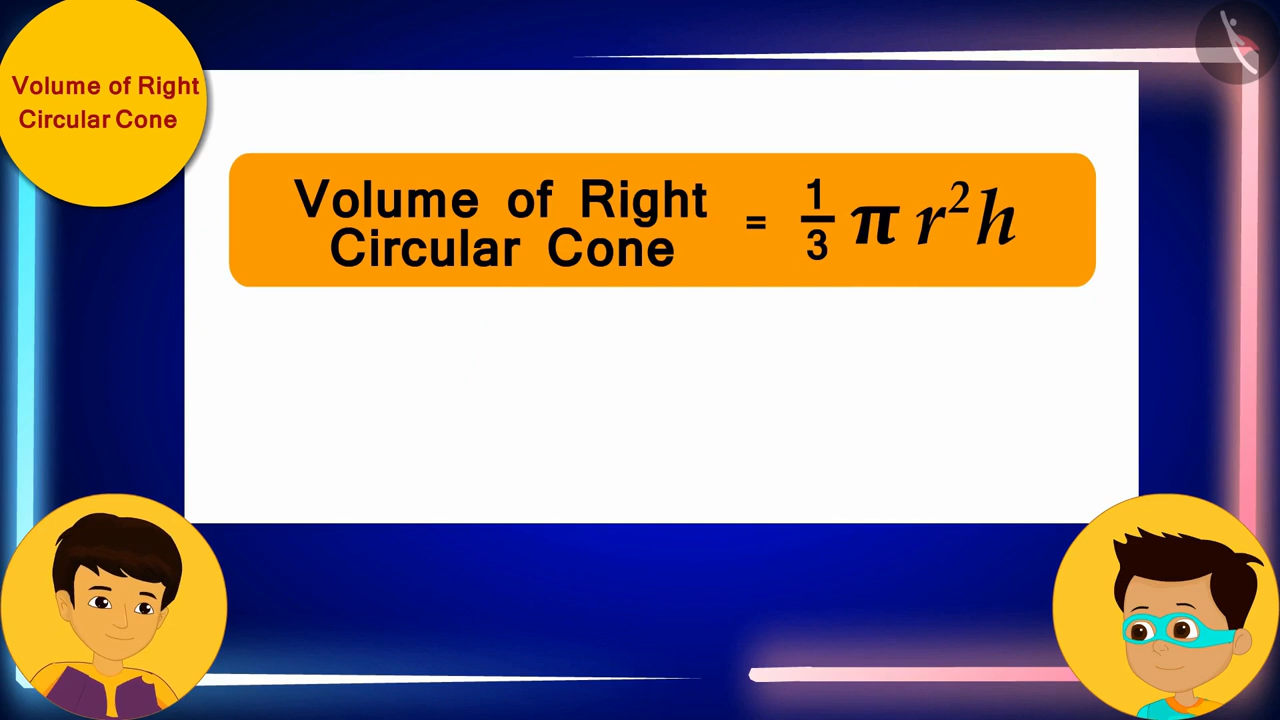 Volume of Right
Circular Cone
Volume of Right
Circular Cone
= 1/3 π r²h